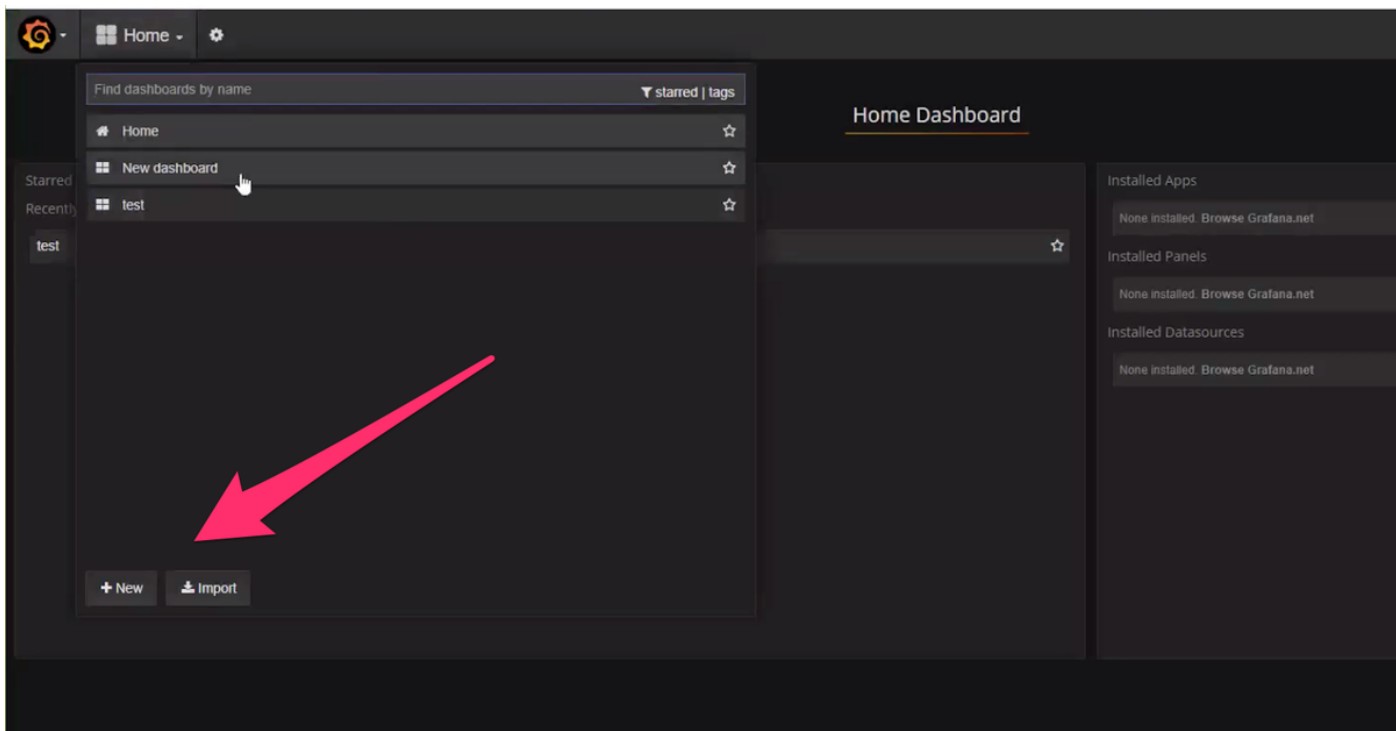 Home
Find dashboards by name
starred | tags
Home
New dashboard
test
+ New
Import
Home Dashboard
Starred
Recently
test
Installed Apps
None installed. Browse Grafana.net
Installed Panels
None installed. Browse Grafana.net
Installed Datasources
None installed. Browse Grafana.net